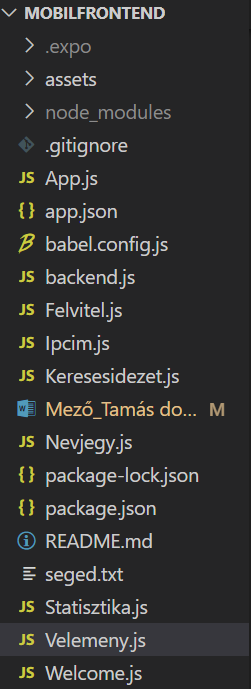 MOBILFRONTEND
.expo
assets
node_modules
.gitignore
JS App.js
{} app.json
babel.config.js
JS backend.js
JS Felvitel.js
JS Ipcim.js
JS Keresesidezet.js
Mező_Tamás do... M
JS Nevjegy.js
{} package-lock.json
{} package.json
README.md
seged.txt
JS Statisztika.js
JS Velemeny.js
JS Welcome.js